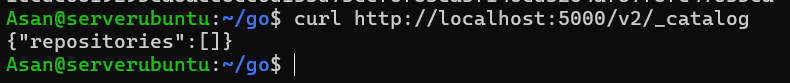 Asan@serverubuntu:~/go$ curl http://localhost:5000/v2/_catalog
{"repositories":[]}
Asan@serverubuntu:~/go$